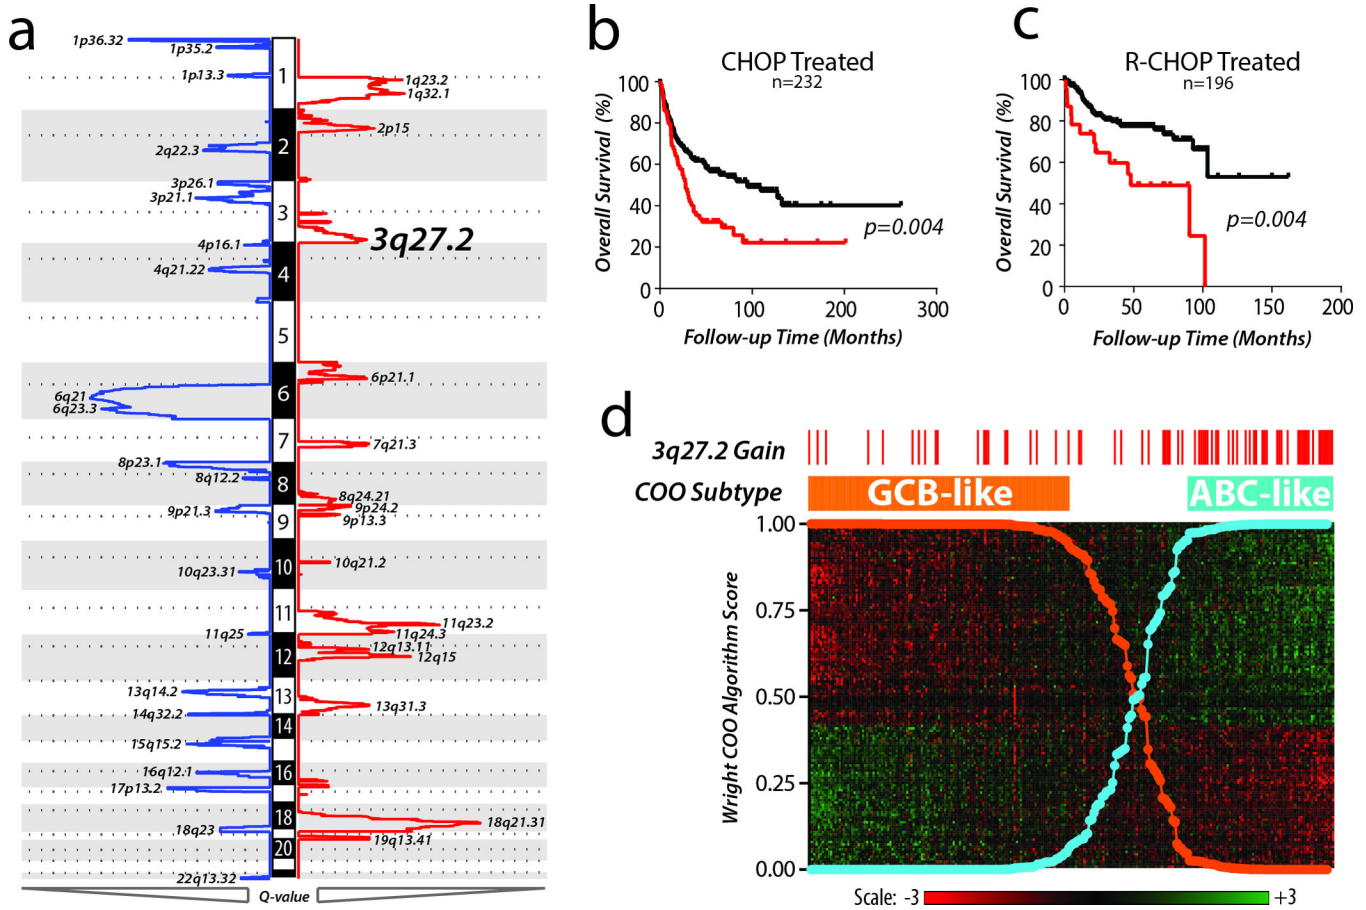 a
1p36.32
1p35.2
1p13.3
2q22.3
3p26.1
3p21.1
4p16.1
4q21.22
6q21
6q23.3
8p23.1
8q12.2
9p21.3
10q23.31
11q25
13q14.2
14q32.2
15q15.2
16q12.1
17p13.2
18q23
22q13.32
1
2
3
4
5
6
7
8
9
10
11
12
13
14
16
18
20
1q23.2
1q32.1
2p15
3q27.2
6p21.1
7q21.3
8q24.21
9p24.2
9p13.3
10q21.2
11q23.2
11q24.3
12q13.11
12q15
13q31.3
18q21.31
19q13.41
Q-value
b
CHOP Treated
n=232
Overall Survival (%)
100
80
60
40
20
0
p=0.004
0 100 200 300
Follow-up Time (Months)
c
R-CHOP Treated
n=196
Overall Survival (%)
100
80
60
40
20
0
p=0.004
0 50 100 150 200
Follow-up Time (Months)
d
3q27.2 Gain
COO Subtype GCB-like ABC-like
Wright COO Algorithm Score
1.00
0.75
0.50
0.25
0.00
Scale: -3 +3